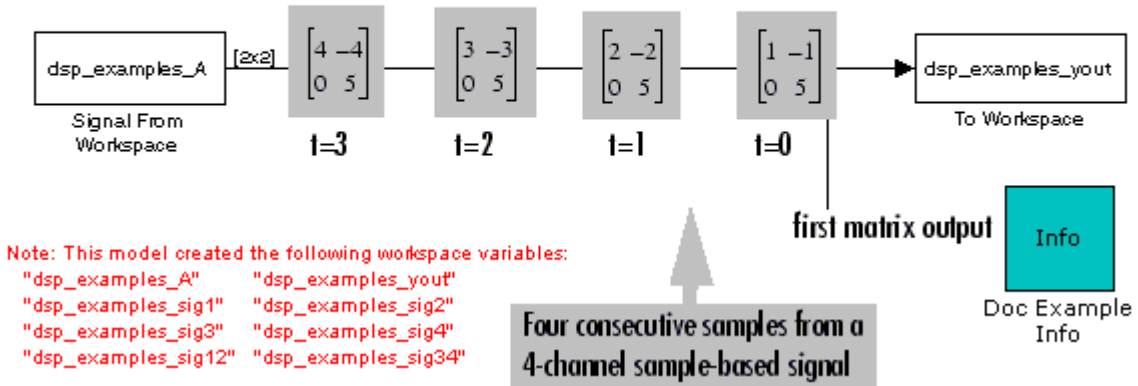 dsp_examples_A
[2x2]
4 -4
0 5
3 -3
0 5
2 -2
0 5
1 -1
0 5
dsp_examples_yout
Signal From
Workspace
t=3
t=2
t=1
t=0
To Workspace
first matrix output
Info
Doc Example
Info
Note: This model created the following workspace variables:
"dsp_examples_A" "dsp_examples_yout"
"dsp_examples_sig1" "dsp_examples_sig2"
"dsp_examples_sig3" "dsp_examples_sig4"
"dsp_examples_sig12" "dsp_examples_sig34"
Four consecutive samples from a
4-channel sample-based signal